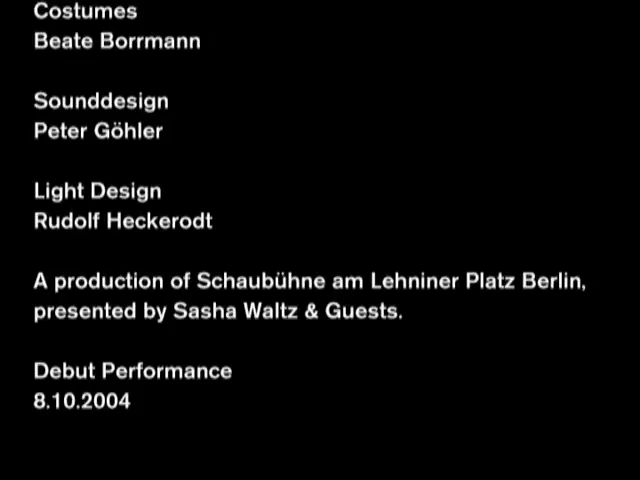 Costumes
Beate Borrmann
Sounddesign
Peter Göhler
Light Design
Rudolf Heckerodt
A production of Schaubühne am Lehniner Platz Berlin,
presented by Sasha Waltz & Guests.
Debut Performance
8.10.2004